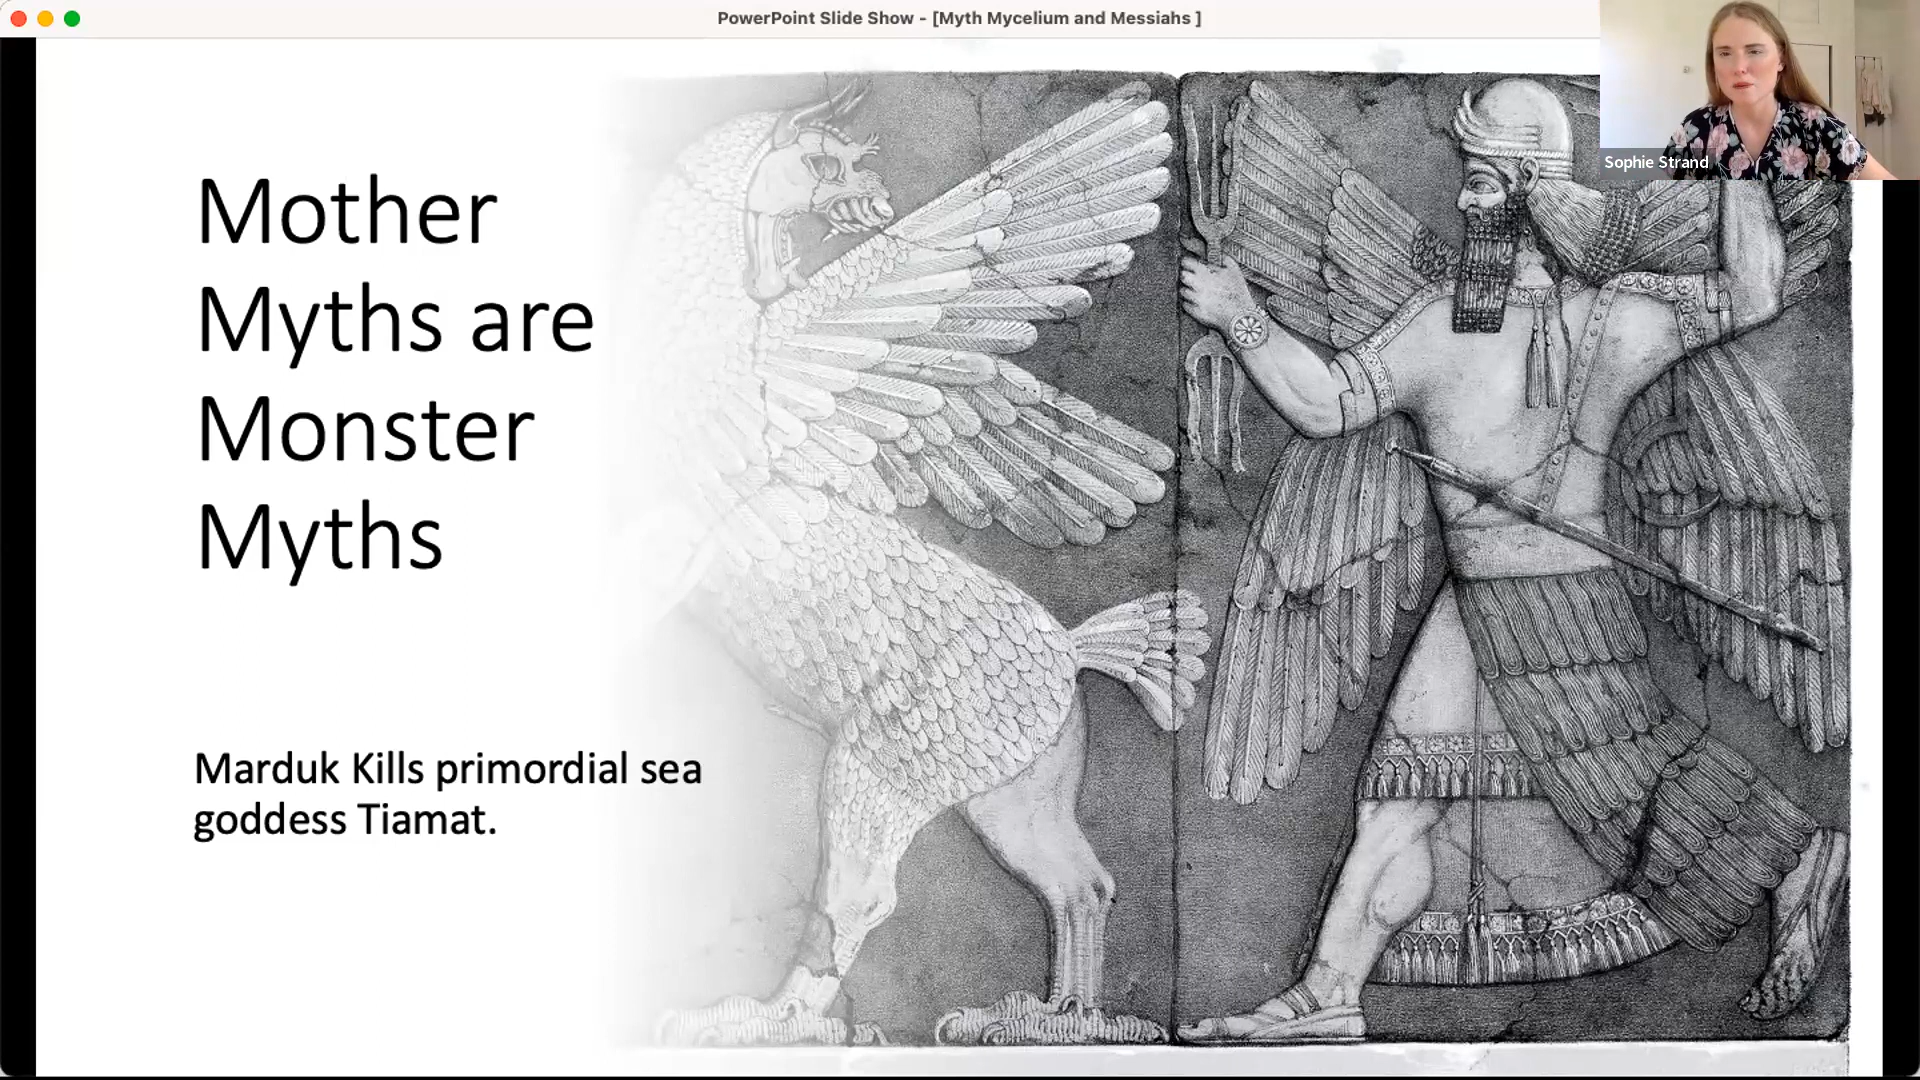 PowerPoint Slide Show - [Myth Mycelium and Messiahs ]
Sophie Strand
Mother
Myths are
Monster
Myths
Marduk Kills primordial sea
goddess Tiamat.